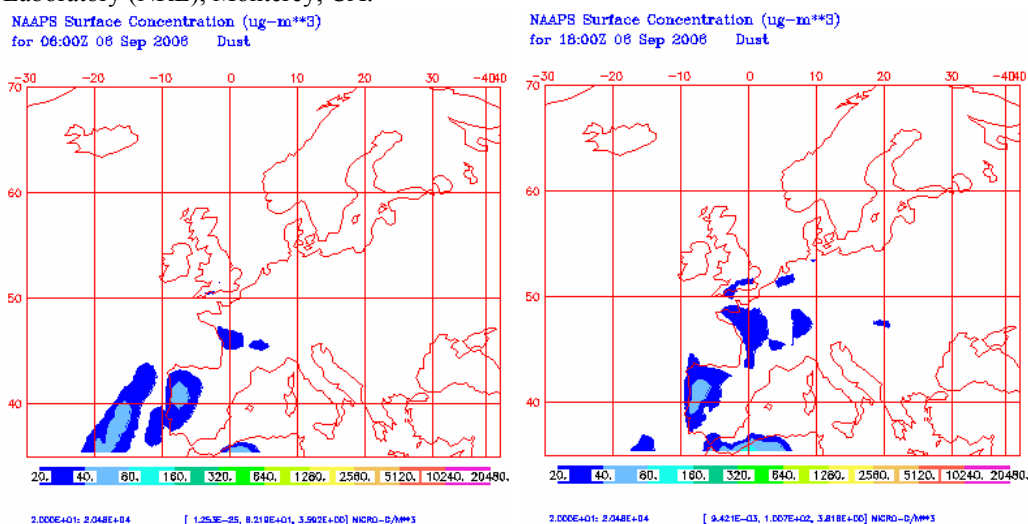 Laboratory (NRL), Monterey, CA.
NAAPS Surface Concentration (ug-m**3)
for 06:00Z 06 Sep 2006 Dust
-30 -20 -10 0 10 20 30 -4040
70
60
50
40
20. 40. 80. 160. 320. 640. 1280. 2560. 5120. 10240. 20480.
2.000E+01: 2.048E+04 [ 1.253E-25, 8.219E+01, 3.592E+00] MICRO-G/M**3
NAAPS Surface Concentration (ug-m**3)
for 18:00Z 06 Sep 2006 Dust
-30 -20 -10 0 10 20 30 -4040
70
60
50
40
20. 40. 80. 160. 320. 640. 1280. 2560. 5120. 10240. 20480.
2.000E+01: 2.048E+04 [ 9.421E-03, 1.007E+02, 3.818E+00] MICRO-G/M**3